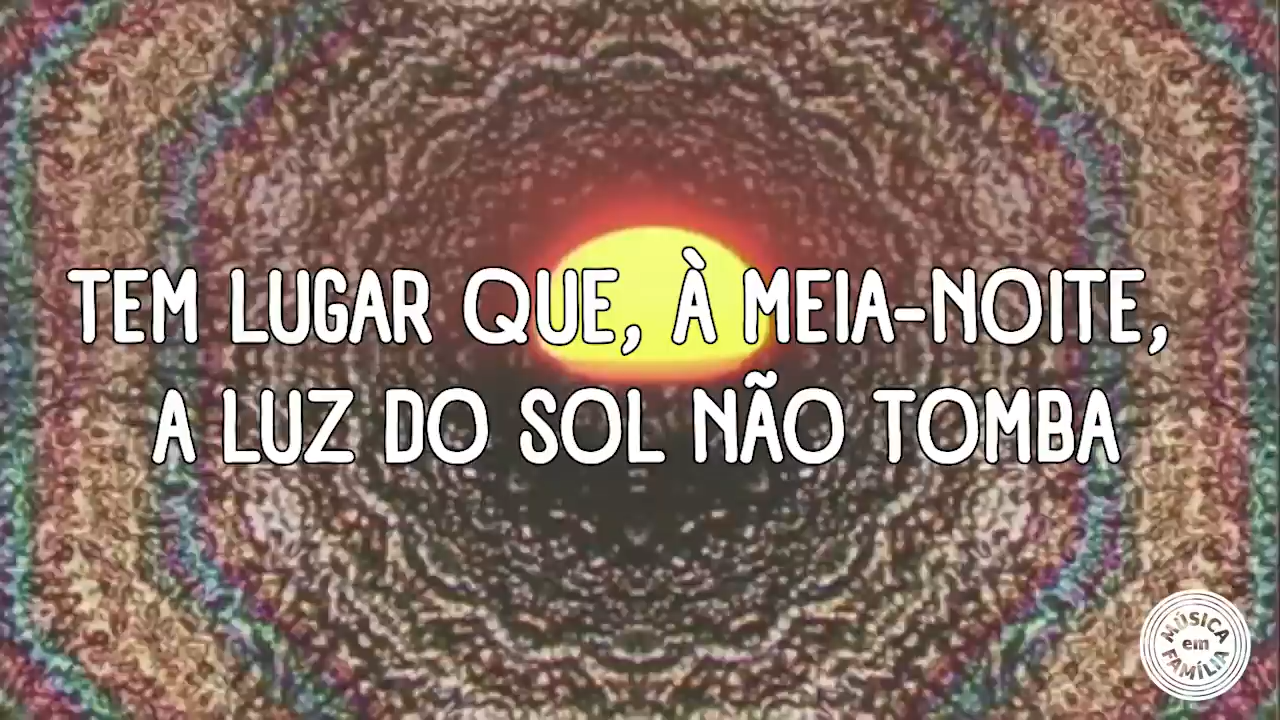 TEM LUGAR QUE, À MEIA-NOITE,
A LUZ DO SOL NÃO TOMBA
MÚSICA
em
FAMÍLIA